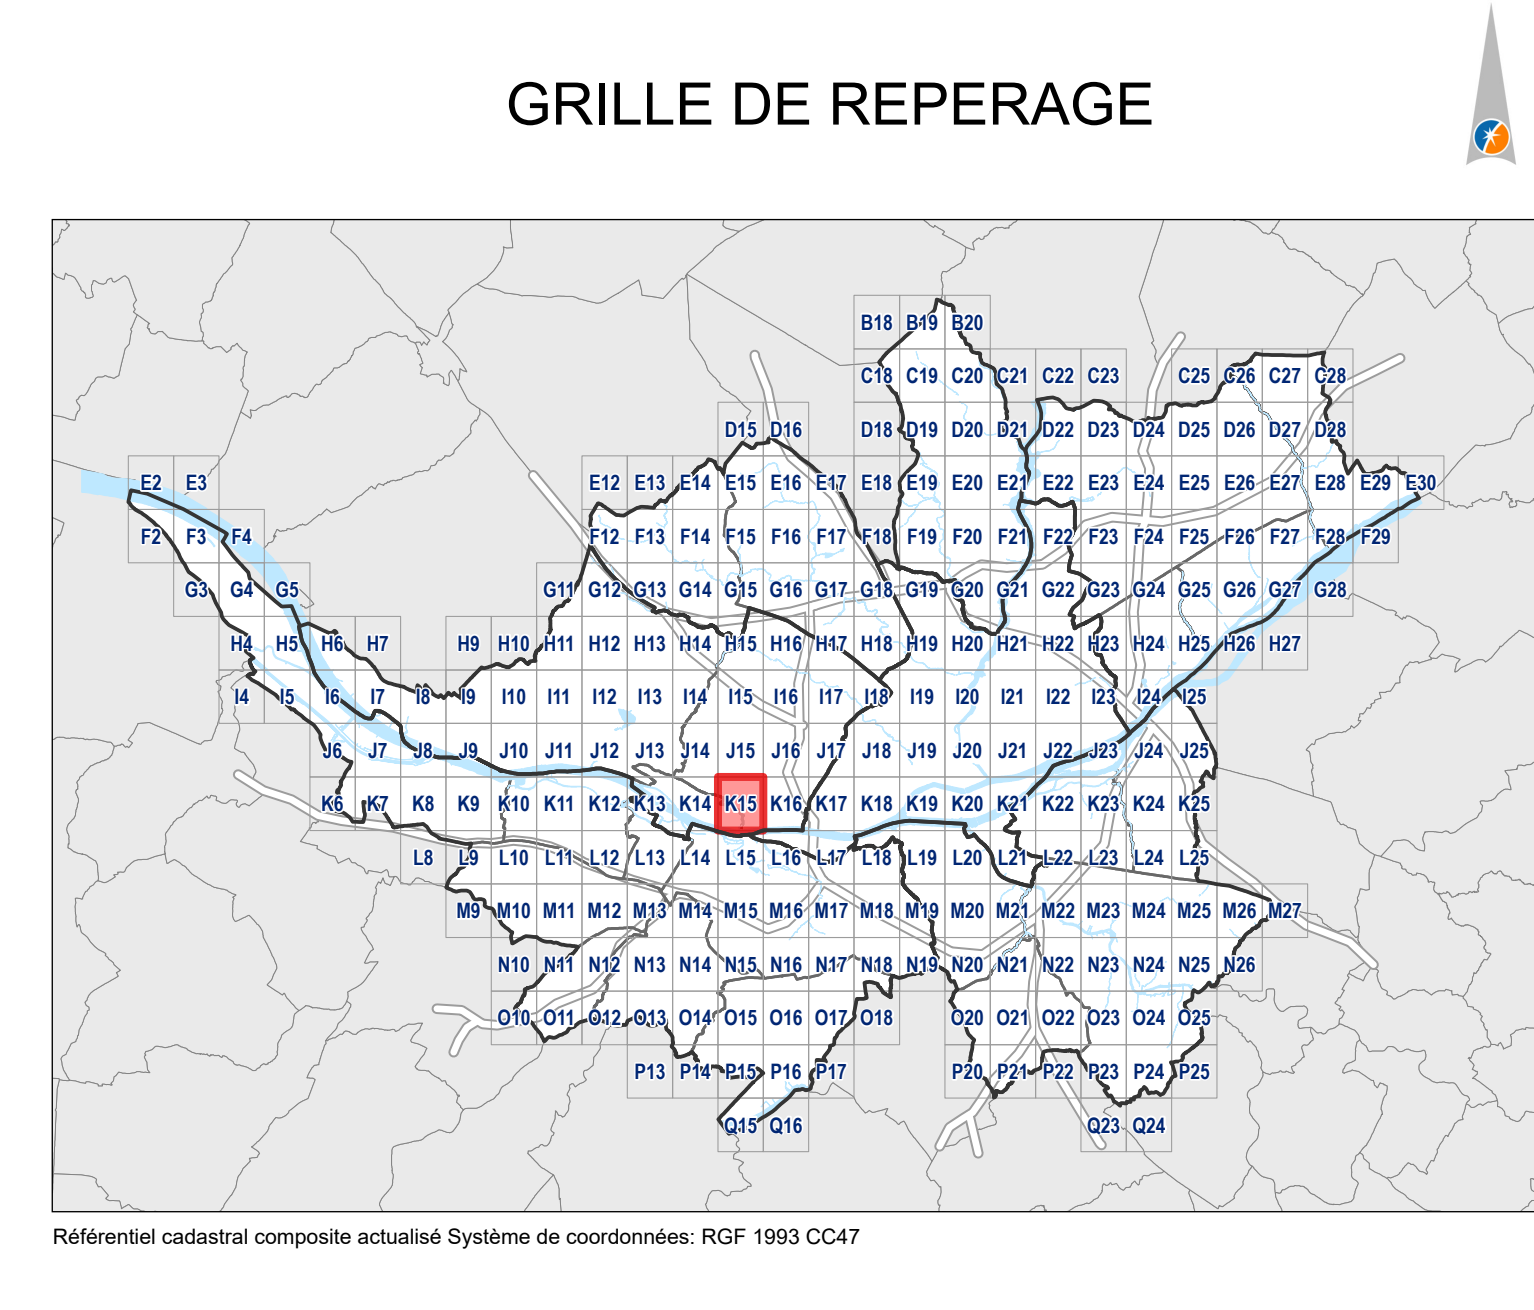 GRILLE DE REPERAGE
B18 B19 B20
C18 C19 C20 C21 C22 C23 C25 C26 C27 C28
D15 D16 D18 D19 D20 D21 D22 D23 D24 D25 D26 D27 D28
E2 E3 E12 E13 E14 E15 E16 E17 E18 E19 E20 E21 E22 E23 E24 E25 E26 E27 E28 E29 E30
F2 F3 F4 F12 F13 F14 F15 F16 F17 F18 F19 F20 F21 F22 F23 F24 F25 F26 F27 F28 F29
G3 G4 G5 G11 G12 G13 G14 G15 G16 G17 G18 G19 G20 G21 G22 G23 G24 G25 G26 G27 G28
H4 H5 H6 H7 H9 H10 H11 H12 H13 H14 H15 H16 H17 H18 H19 H20 H21 H22 H23 H24 H25 H26 H27
I4 I5 I6 I7 I8 I9 I10 I11 I12 I13 I14 I15 I16 I17 I18 I19 I20 I21 I22 I23 I24 I25
J6 J7 J8 J9 J10 J11 J12 J13 J14 J15 J16 J17 J18 J19 J20 J21 J22 J23 J24 J25
K6 K7 K8 K9 K10 K11 K12 K13 K14 K15 K16 K17 K18 K19 K20 K21 K22 K23 K24 K25
L8 L9 L10 L11 L12 L13 L14 L15 L16 L17 L18 L19 L20 L21 L22 L23 L24 L25
M9 M10 M11 M12 M13 M14 M15 M16 M17 M18 M19 M20 M21 M22 M23 M24 M25 M26 M27
N10 N11 N12 N13 N14 N15 N16 N17 N18 N19 N20 N21 N22 N23 N24 N25 N26
O10 O11 O12 O13 O14 O15 O16 O17 O18 O20 O21 O22 O23 O24 O25
P13 P14 P15 P16 P17 P20 P21 P22 P23 P24 P25
Q15 Q16 Q23 Q24
Référentiel cadastral composite actualisé Système de coordonnées: RGF 1993 CC47